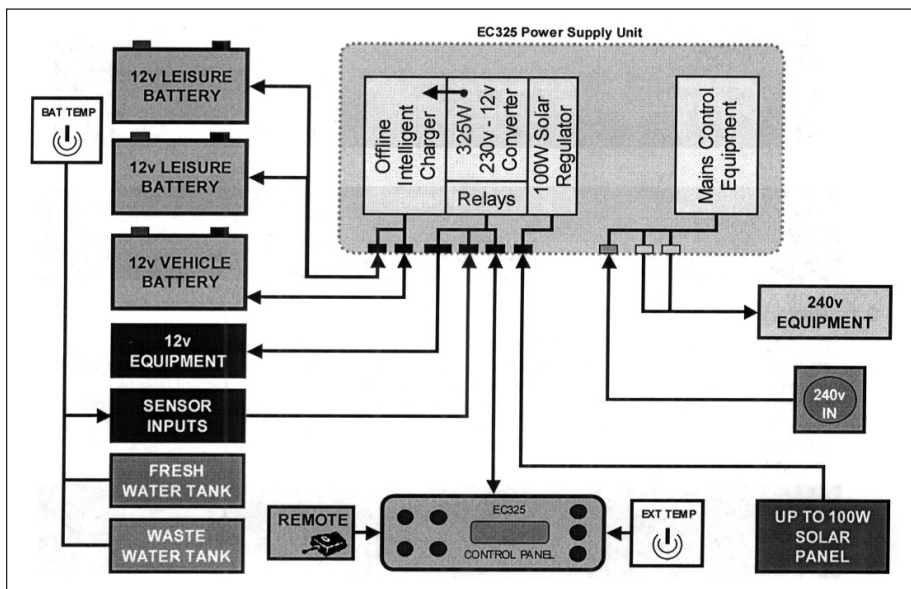 EC325 Power Supply Unit
12v LEISURE
BATTERY
BAT TEMP
12v LEISURE
BATTERY
12v VEHICLE
BATTERY
12v
EQUIPMENT
SENSOR
INPUTS
FRESH
WATER TANK
WASTE
WATER TANK
Offline
Intelligent
Charger
325W
230v - 12v
Converter
Relays
100W Solar
Regulator
Mains Control
Equipment
240v
EQUIPMENT
240v
IN
REMOTE
EC325
CONTROL PANEL
EXT TEMP
UP TO 100W
SOLAR
PANEL